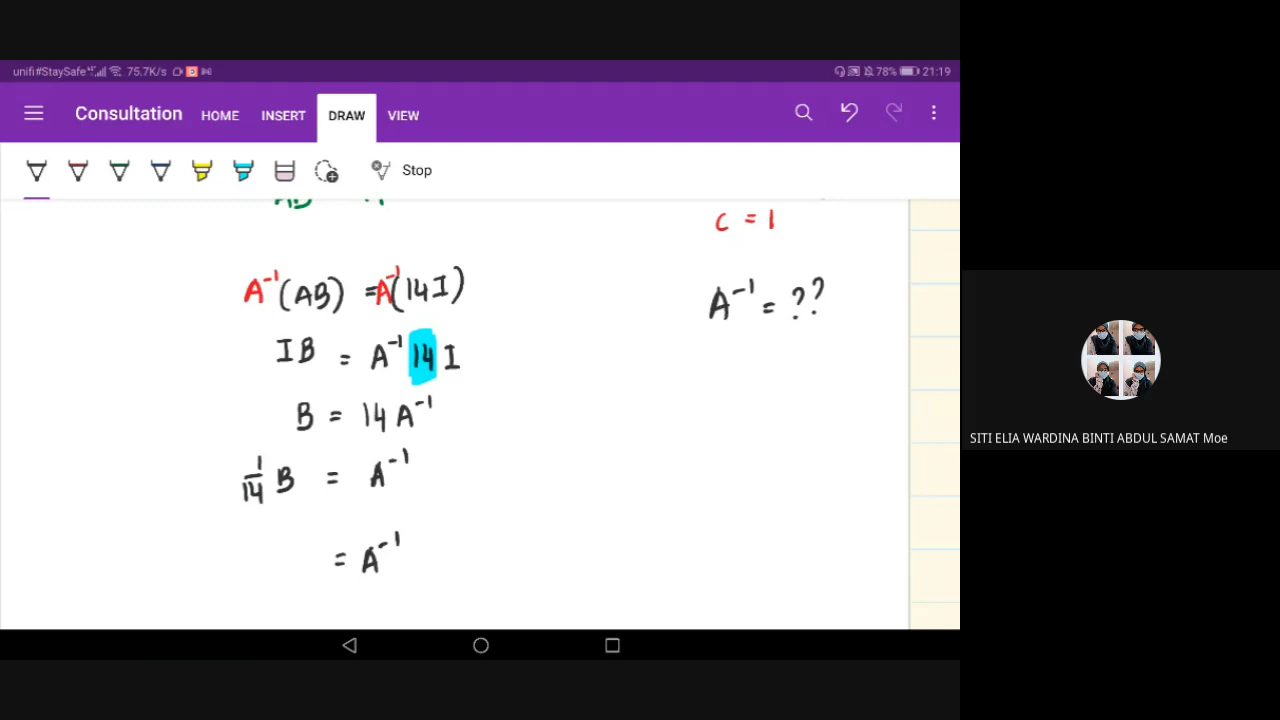 unifi#StaySafe 75.7K/s 78% 21:19
Consultation HOME INSERT DRAW VIEW
Stop
C = 1
A⁻¹(AB) = A⁻¹(14I)
A⁻¹ = ??
IB = A⁻¹ 14 I
B = 14 A⁻¹
1/14 B = A⁻¹
= A⁻¹
SITI ELIA WARDINA BINTI ABDUL SAMAT Moe